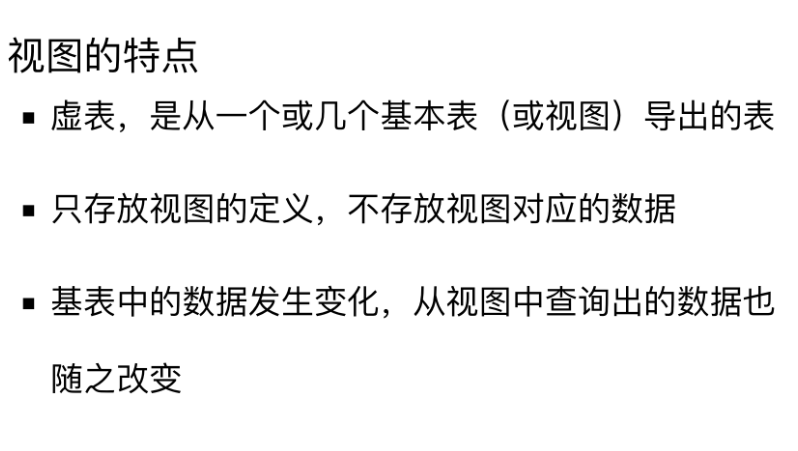 视图的特点
▪ 虚表，是从一个或几个基本表（或视图）导出的表
▪ 只存放视图的定义，不存放视图对应的数据
▪ 基表中的数据发生变化，从视图中查询出的数据也
随之改变